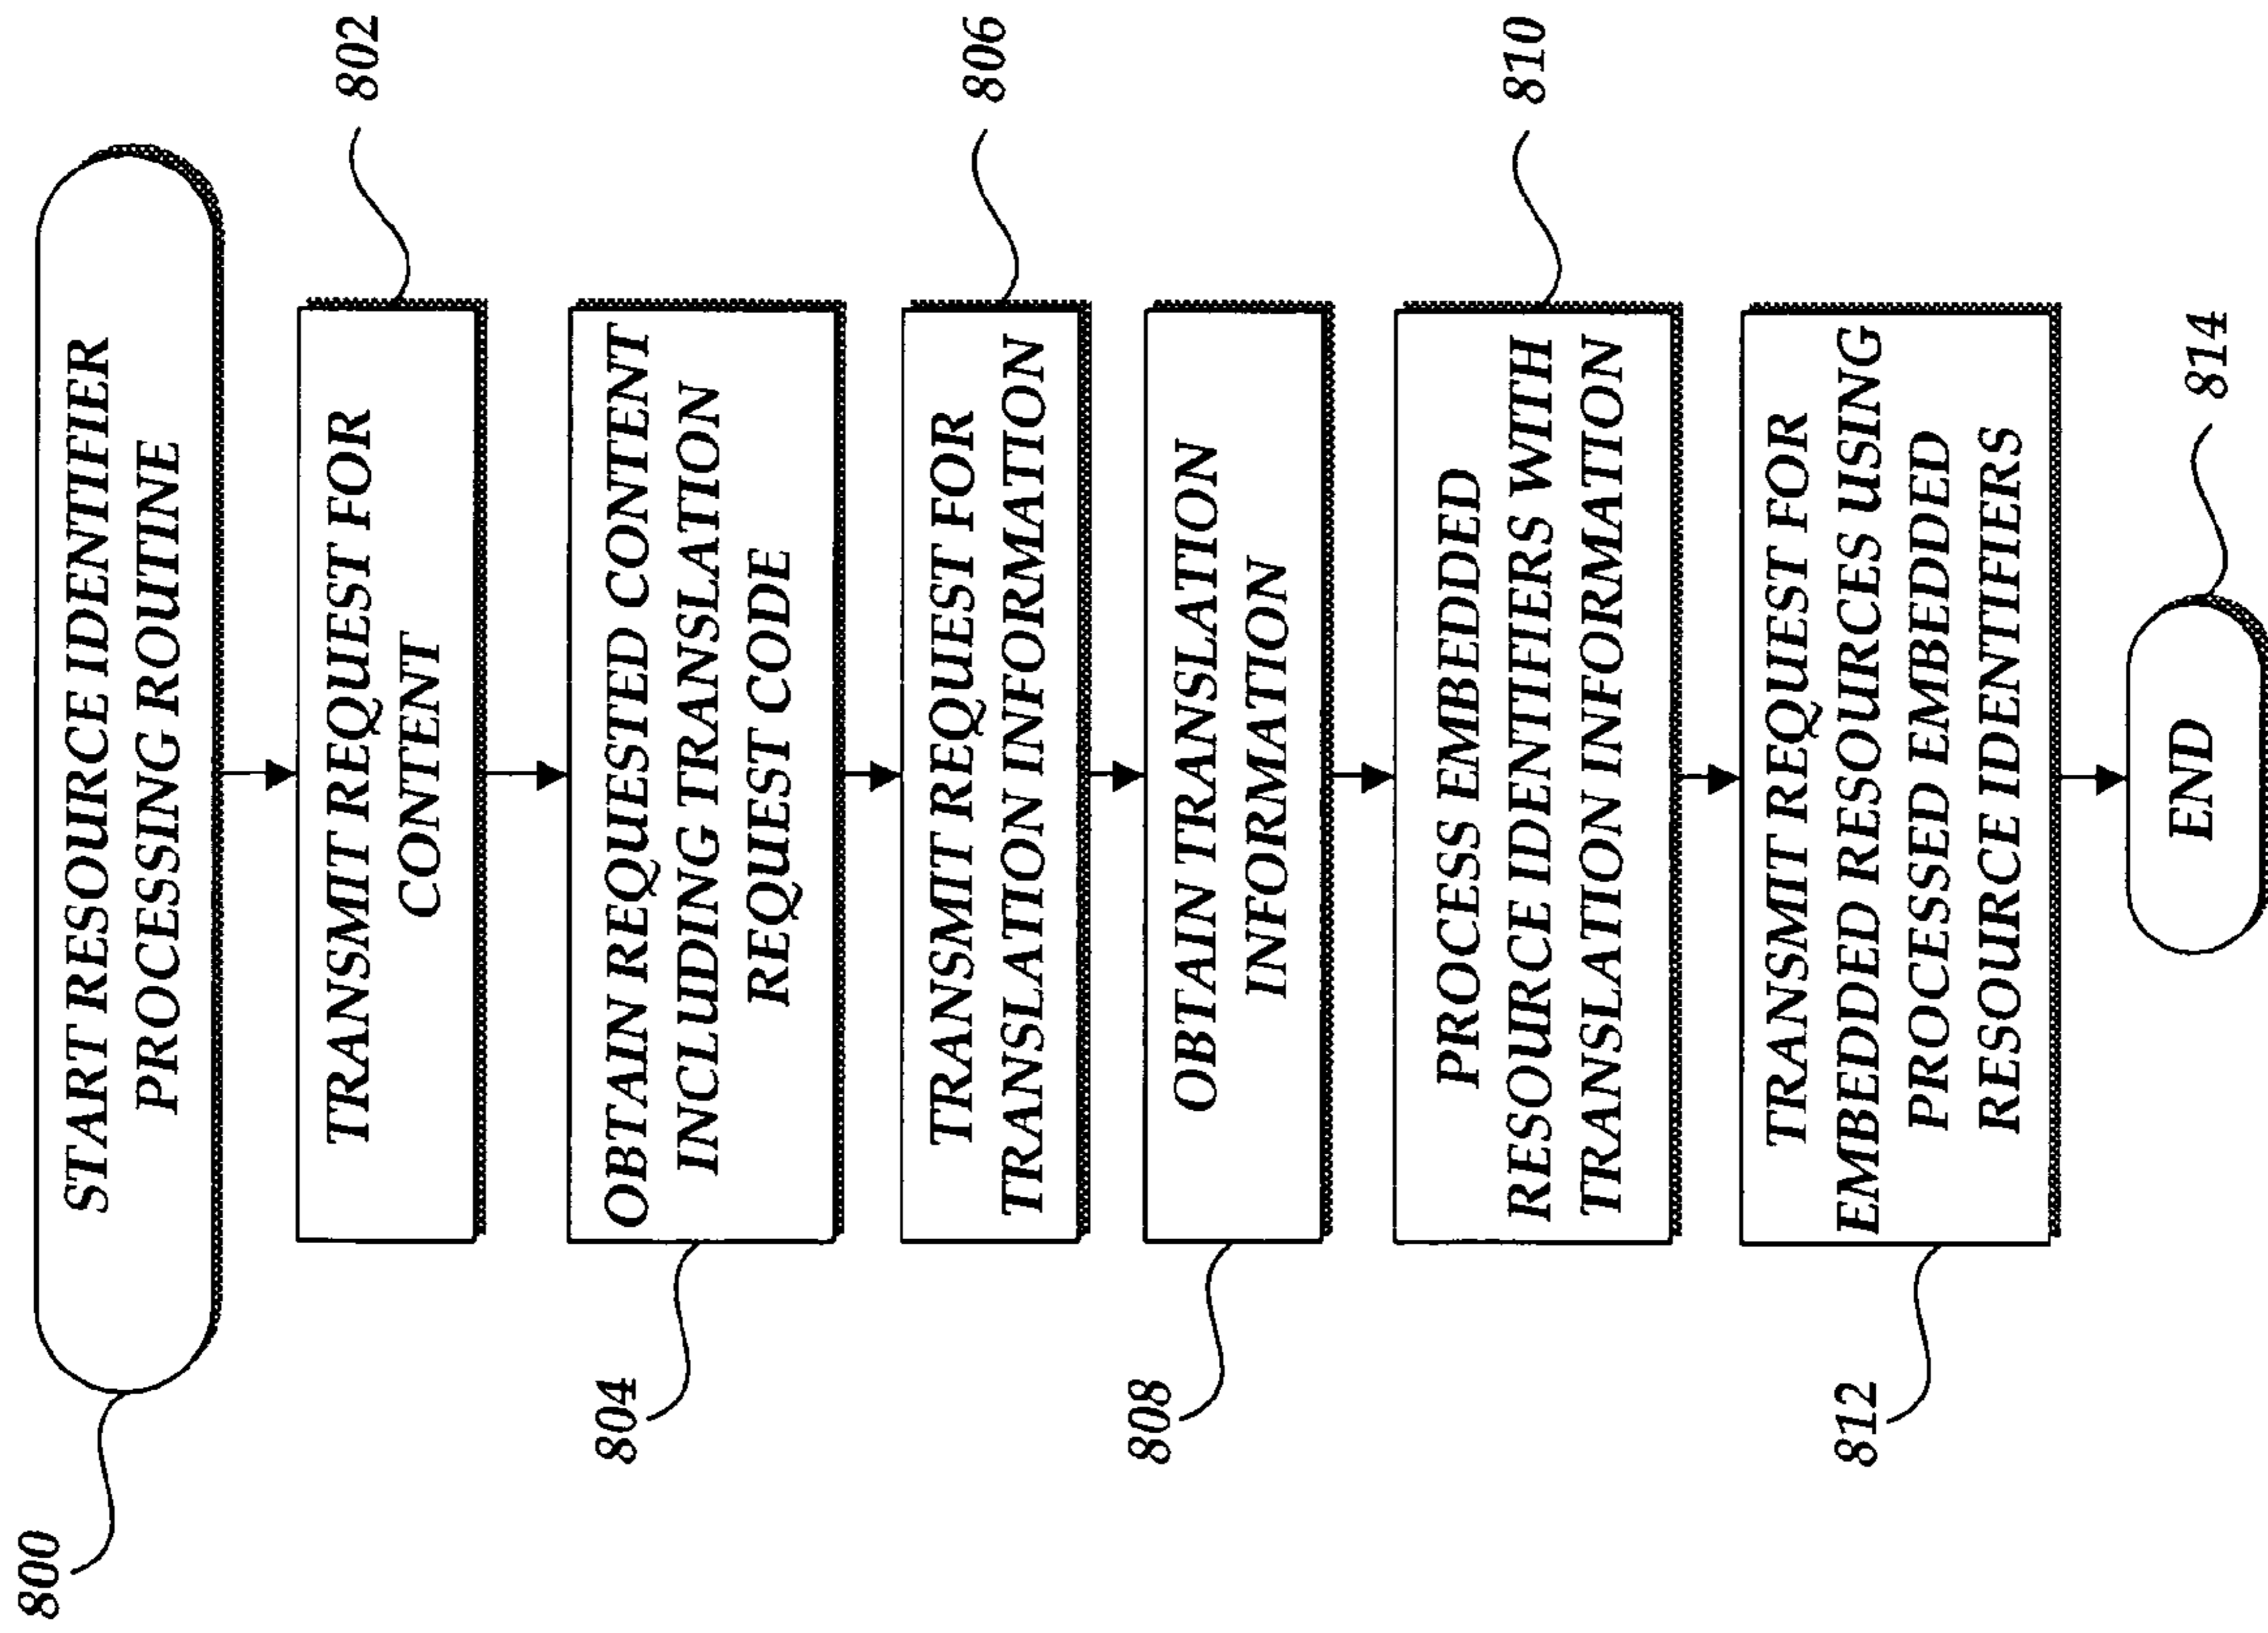 800
START RESOURCE IDENTIFIER
PROCESSING ROUTINE
TRANSMIT REQUEST FOR
CONTENT
802
804
OBTAIN REQUESTED CONTENT
INCLUDING TRANSLATION
REQUEST CODE
TRANSMIT REQUEST FOR
TRANSLATION INFORMATION
806
808
OBTAIN TRANSLATION
INFORMATION
PROCESS EMBEDDED
RESOURCE IDENTIFIERS WITH
TRANSLATION INFORMATION
810
812
TRANSMIT REQUEST FOR
EMBEDDED RESOURCES USING
PROCESSED EMBEDDED
RESOURCE IDENTIFIERS
END
814